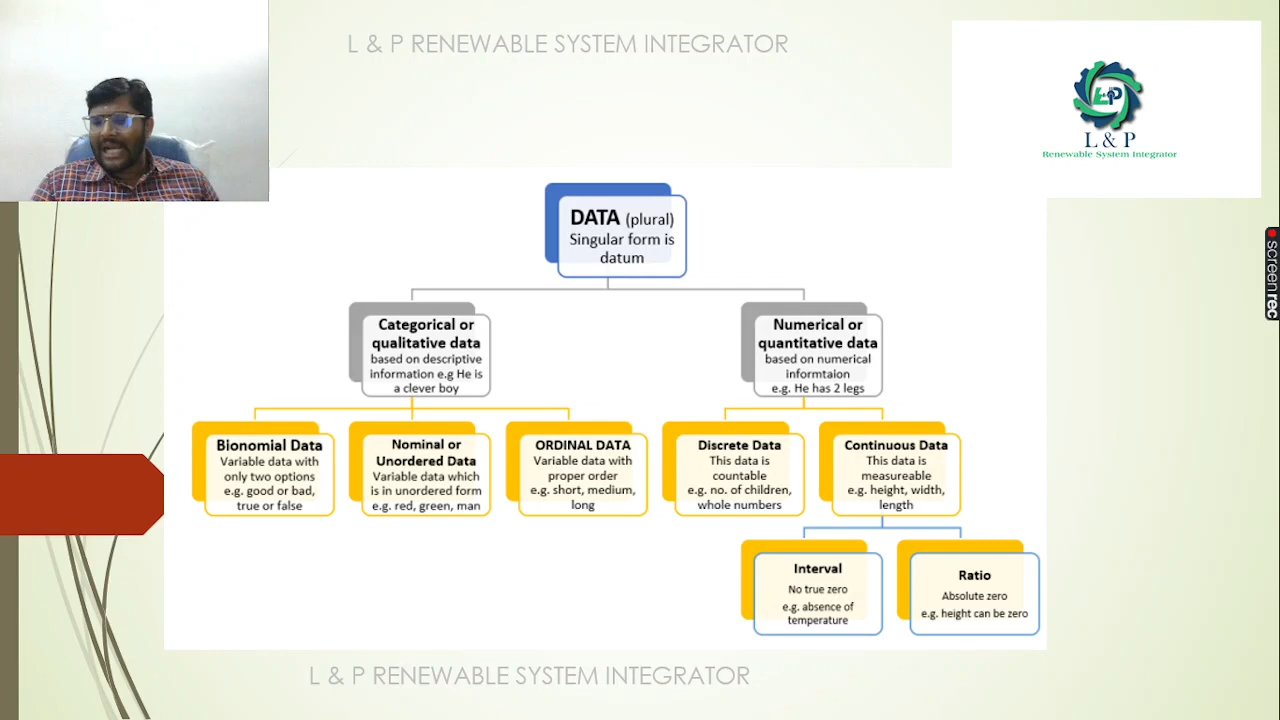 L & P RENEWABLE SYSTEM INTEGRATOR
L&P
L & P
Renewable System Integrator
DATA (plural)
Singular form is
datum
Categorical or
qualitative data
based on descriptive
information e.g He is
a clever boy
Numerical or
quantitative data
based on numerical
informtaion
e.g. He has 2 legs
Bionomial Data
Variable data with
only two options
e.g. good or bad,
true or false
Nominal or
Unordered Data
Variable data which
is in unordered form
e.g. red, green, man
ORDINAL DATA
Variable data with
proper order
e.g. short, medium,
long
Discrete Data
This data is
countable
e.g. no. of children,
whole numbers
Continuous Data
This data is
measureable
e.g. height, width,
length
Interval
No true zero
e.g. absence of
temperature
Ratio
Absolute zero
e.g. height can be zero
screenrec
L & P RENEWABLE SYSTEM INTEGRATOR